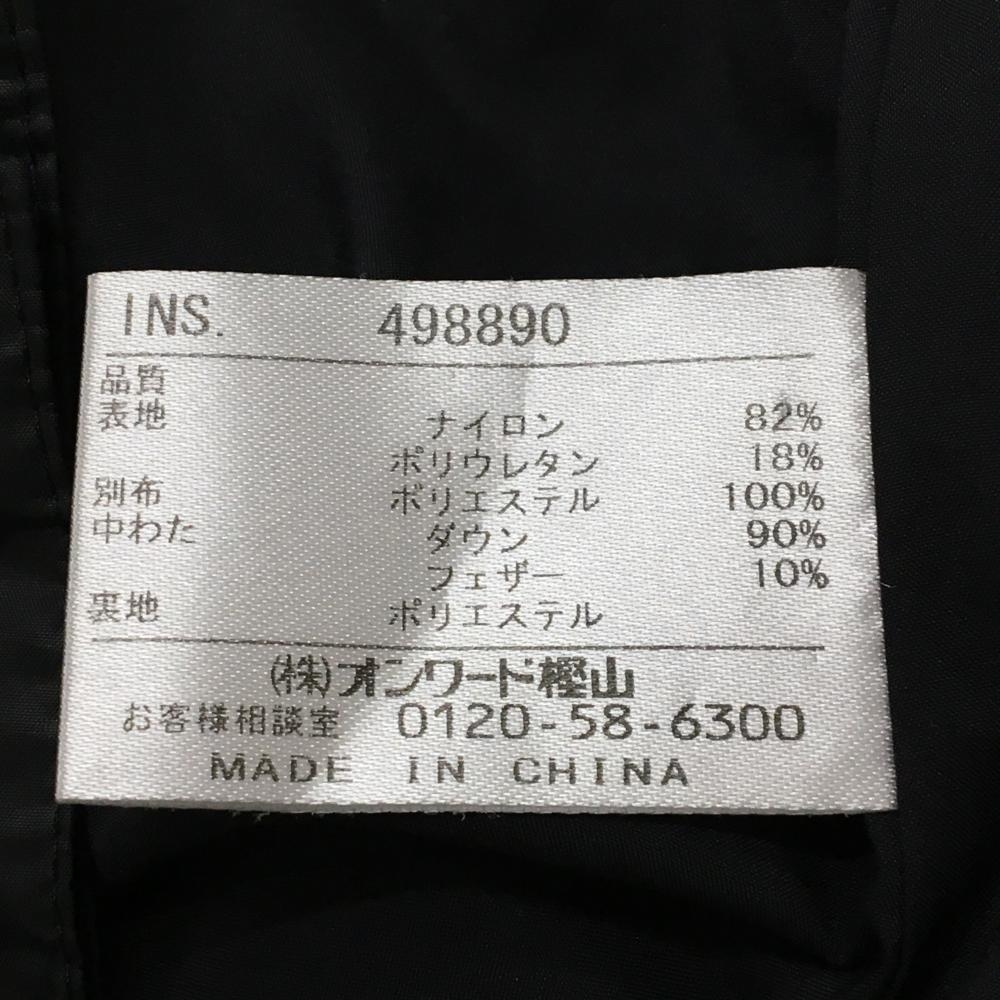 INS. 498890
品質
表地 ナイロン 82%
ポリウレタン 18%
別布 ポリエステル 100%
中わた ダウン 90%
フェザー 10%
裏地 ポリエステル
(株)オンワード樫山
お客様相談室 0120-58-6300
MADE IN CHINA